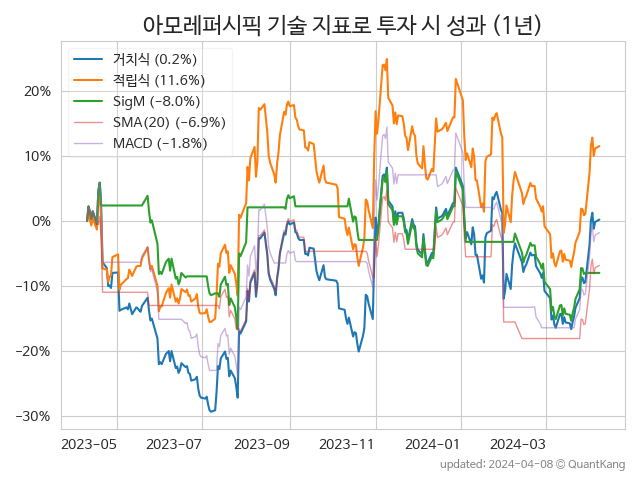 아모레퍼시픽 기술 지표로 투자 시 성과 (1년)
거치식 (0.2%)
적립식 (11.6%)
SigM (−8.0%)
SMA(20) (−6.9%)
MACD (−1.8%)
20%
10%
0%
−10%
−20%
−30%
2023-05 2023-07 2023-09 2023-11 2024-01 2024-03
updated: 2024-04-08 © QuantKang